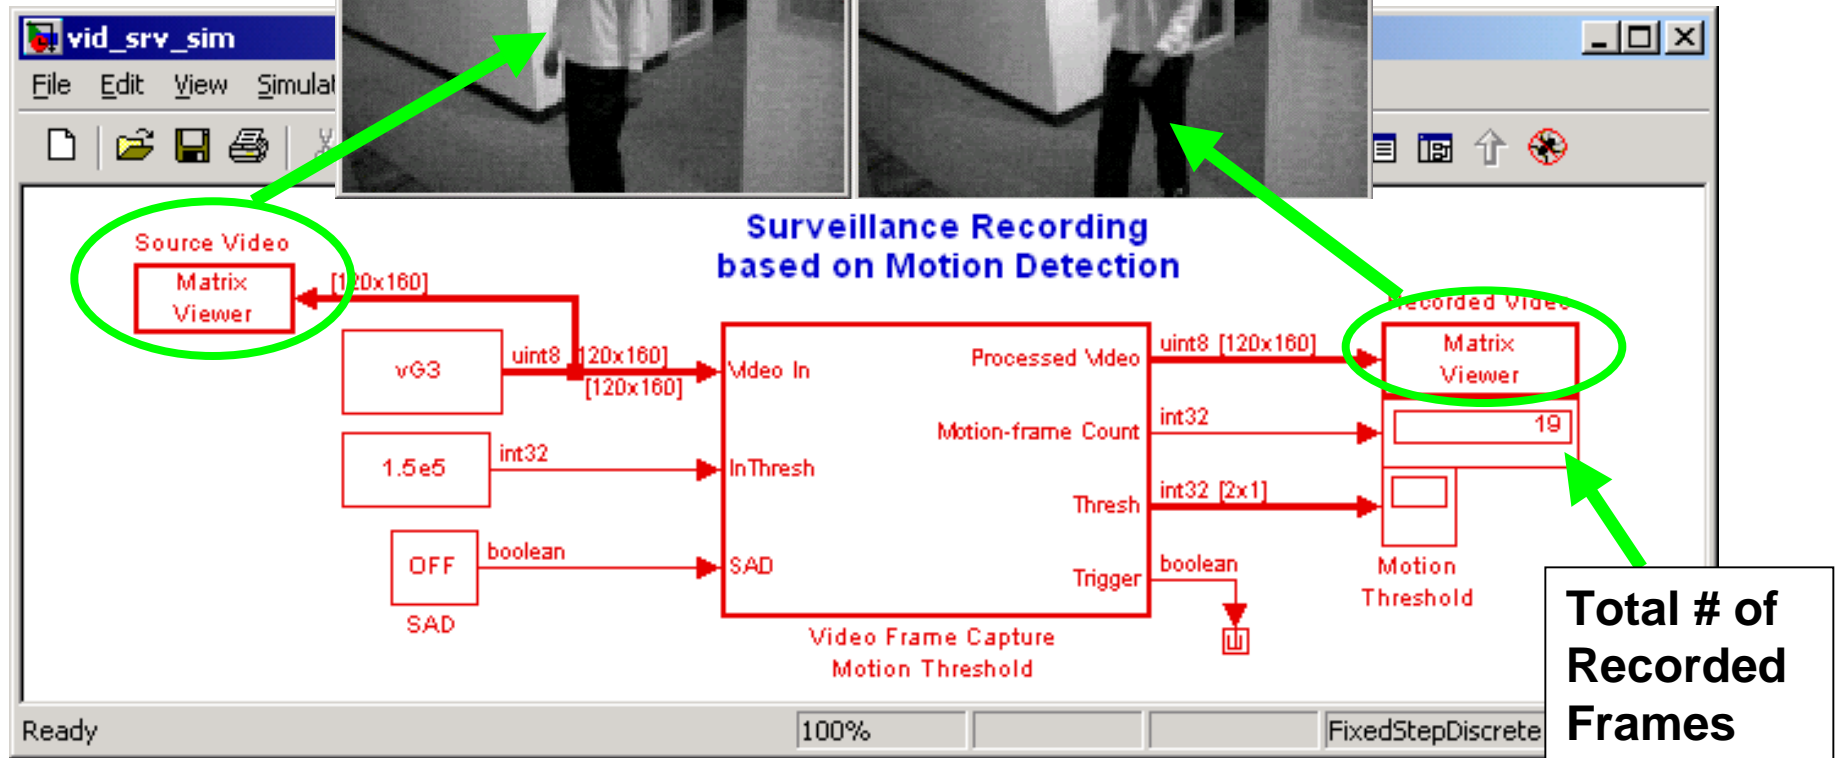 vid_srv_sim
File Edit View Simulat
Surveillance Recording
based on Motion Detection
Source Video
Matrix
Viewer
[120x160]
Recorded Video
Matrix
Viewer
vG3
uint8 [120x160]
[120x160]
Video In
Processed Video
uint8 [120x160]
Motion-frame Count
int32
19
1.5e5
int32
InThresh
Thresh
int32 [2x1]
OFF
boolean
SAD
Trigger
boolean
Motion
Threshold
SAD
Video Frame Capture
Motion Threshold
Total # of
Recorded
Frames
Ready
100%
FixedStepDiscrete